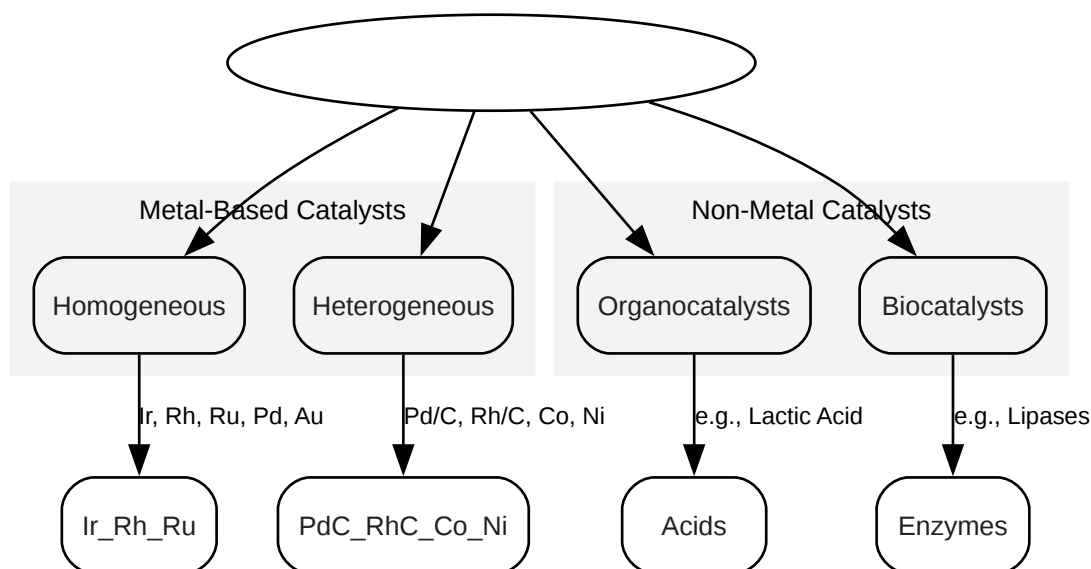 Metal-Based Catalysts
Non-Metal Catalysts
Homogeneous
Heterogeneous
Organocatalysts
Biocatalysts
Ir, Rh, Ru, Pd, Au
Pd/C, Rh/C, Co, Ni
e.g., Lactic Acid
e.g., Lipases
Ir_Rh_Ru
PdC_RhC_Co_Ni
Acids
Enzymes